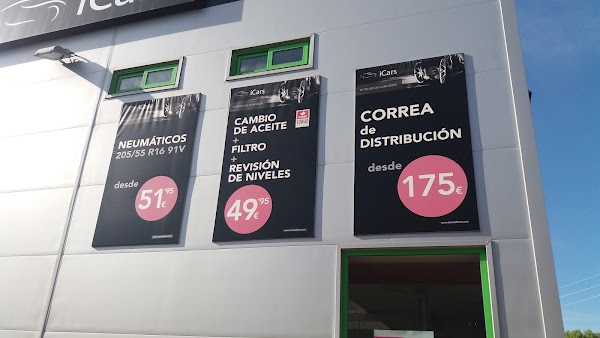 iCars
iCars
NEUMÁTICOS
205/55 R16 91V
desde
51'95
€
iCars
CAMBIO
DE ACEITE
+
FILTRO
+
REVISIÓN
DE NIVELES
49'95
€
iCars
CORREA
de
DISTRIBUCIÓN
desde
175€